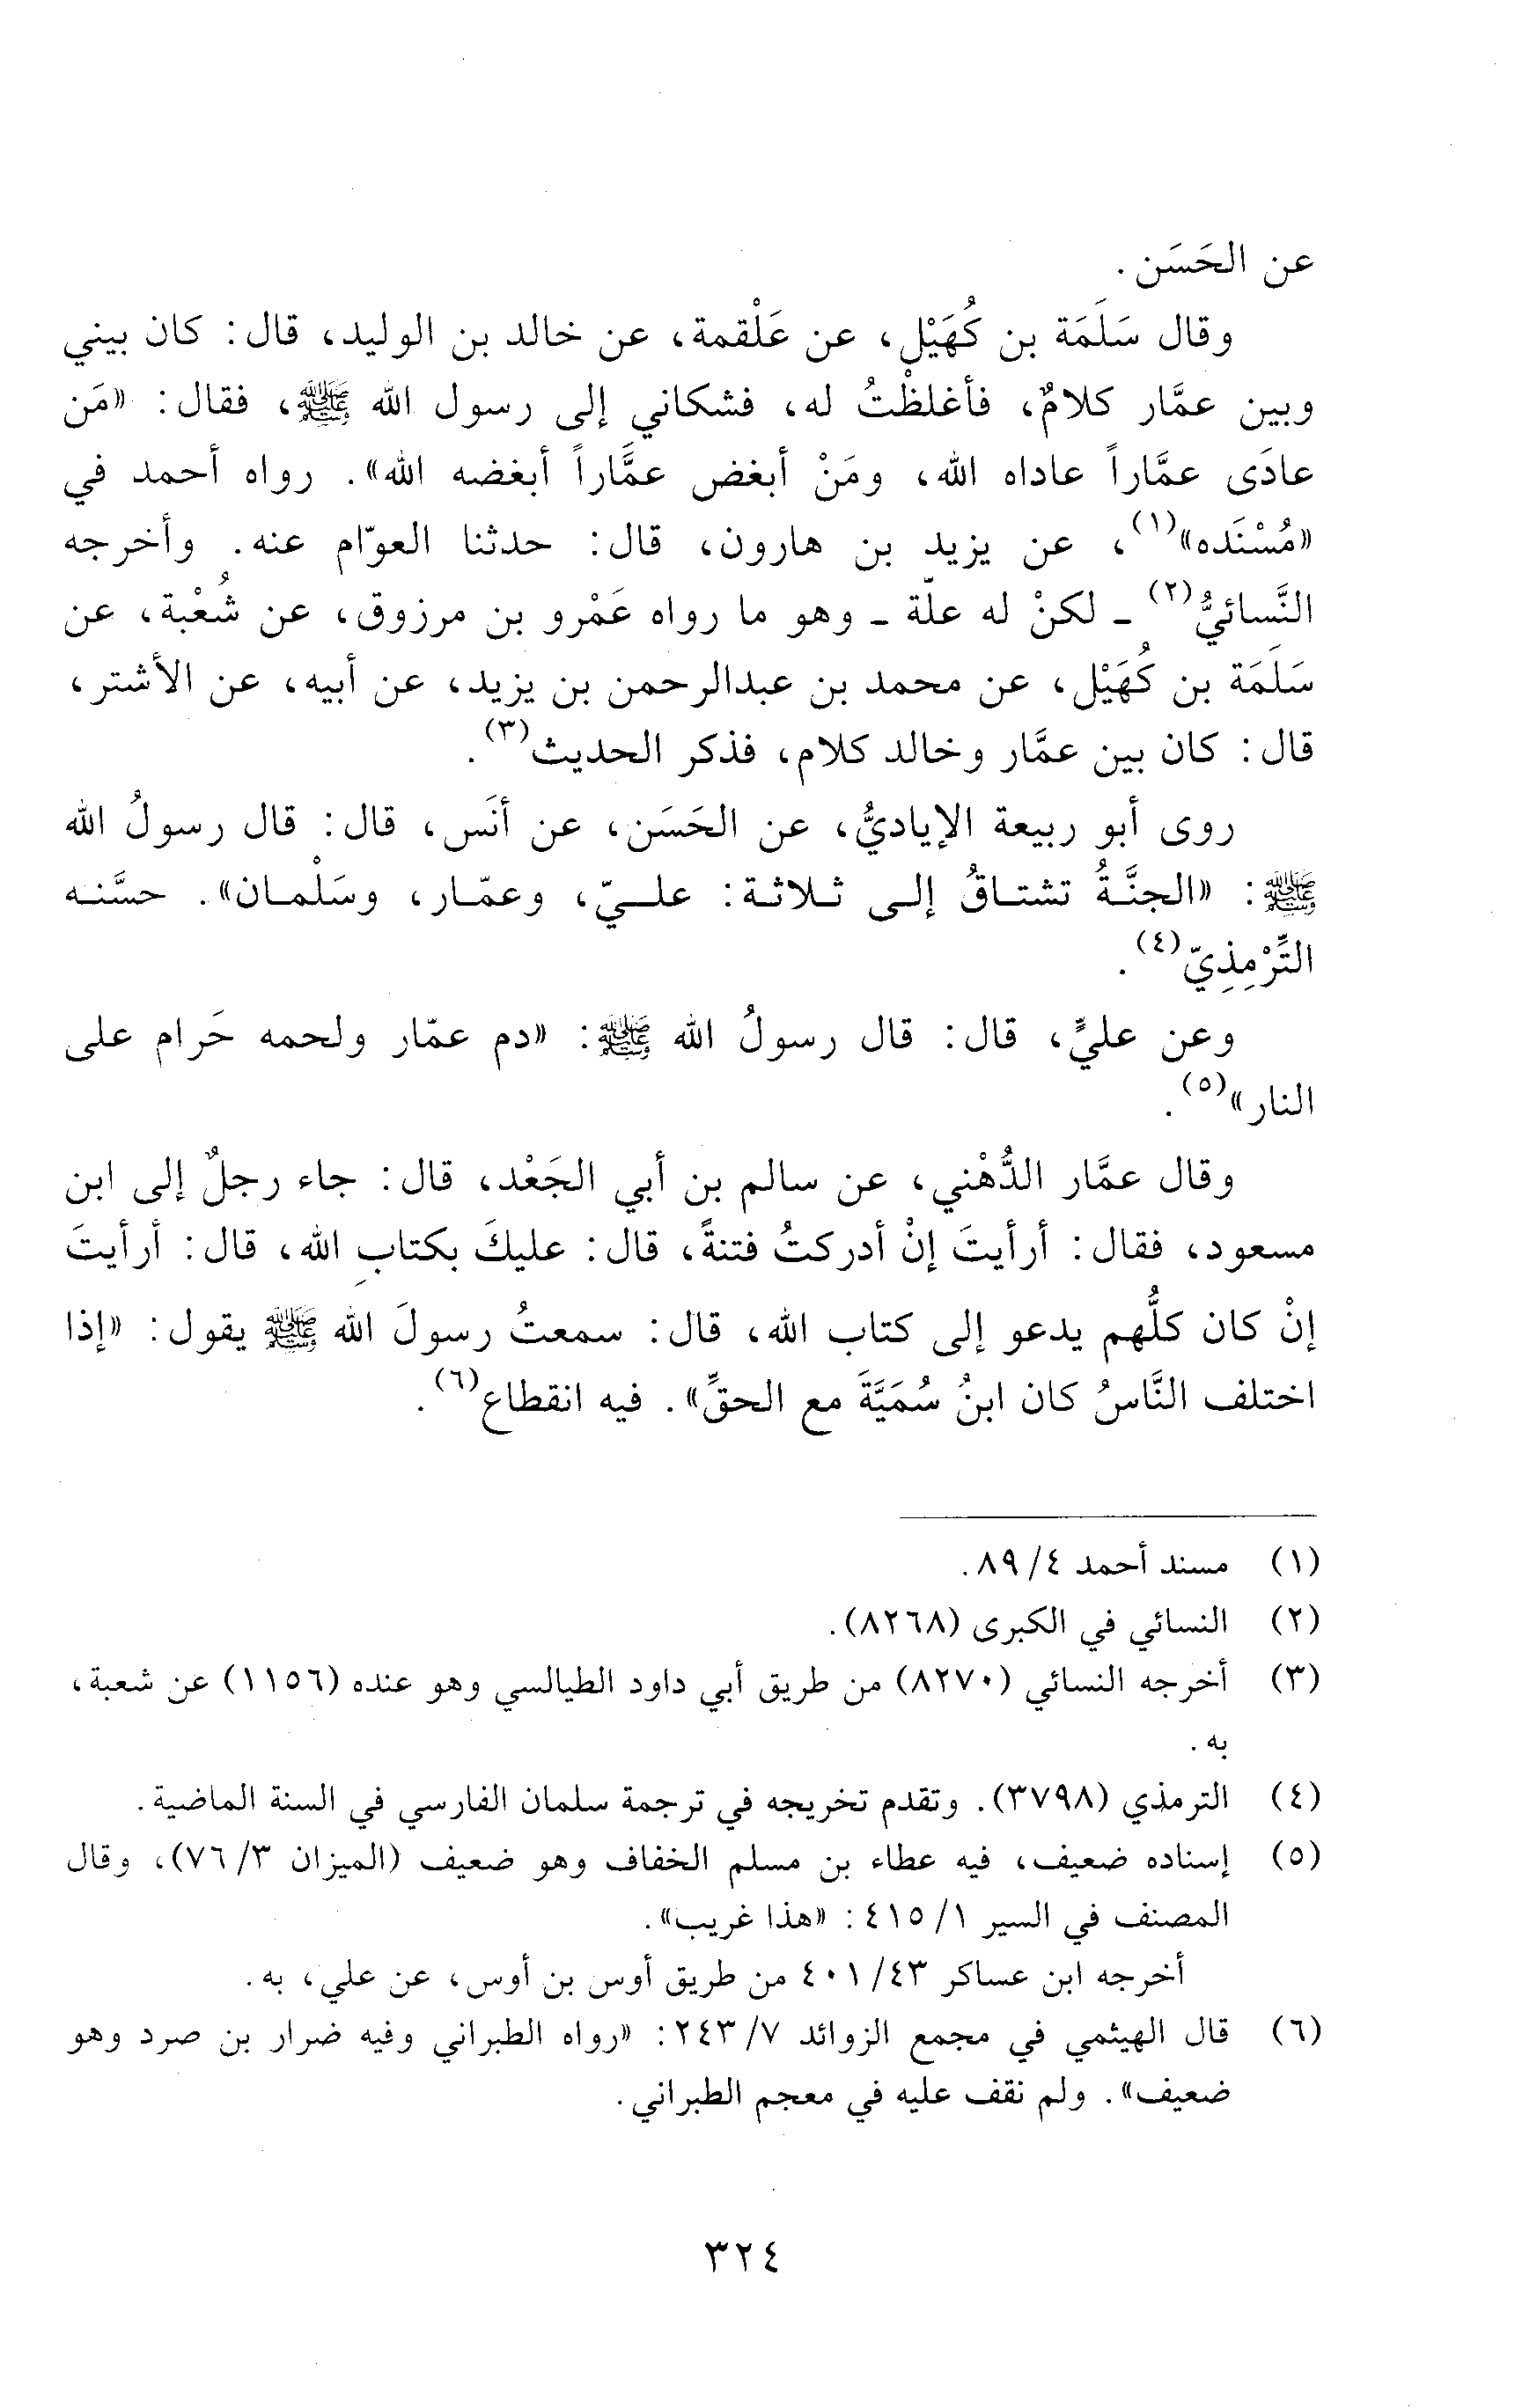 عن الحَسَن.
وقال سَلَمَة بن كُهَيْل، عن عَلْقمة، عن خالد بن الوليد، قال: كان بيني
وبين عمَّار كلامٌ، فأغلظْتُ له، فشكاني إلى رسول الله ﷺ، فقال: «مَن
عادَى عمَّاراً عاداه الله، ومَنْ أبغض عمَّاراً أبغضه الله». رواه أحمد في
«مُسْنَده»(١)، عن يزيد بن هارون، قال: حدثنا العوّام عنه. وأخرجه
النَّسائيُّ(٢) ـ لكنْ له علّة ـ وهو ما رواه عَمْرو بن مرزوق، عن شُعْبة، عن
سَلَمَة بن كُهَيْل، عن محمد بن عبدالرحمن بن يزيد، عن أبيه، عن الأشتر،
قال: كان بين عمَّار وخالد كلام، فذكر الحديث(٣).
روى أبو ربيعة الإياديُّ، عن الحَسَن، عن أنَس، قال: قال رسولُ الله
ﷺ: «الجنَّةُ تشتـاقُ إلـى ثـلاثـة: علـيّ، وعمّـار، وسَلْمـان». حسَّنـه
التِّرْمِذِيّ(٤).
وعن عليٍّ، قال: قال رسولُ الله ﷺ: «دم عمّار ولحمه حَرام على
النار»(٥).
وقال عمَّار الدُّهْني، عن سالم بن أبي الجَعْد، قال: جاء رجلٌ إلى ابن
مسعود، فقال: أرأيتَ إنْ أدركتُ فتنةً، قال: عليكَ بكتابِ الله، قال: أرأيتَ
إنْ كان كلُّهم يدعو إلى كتاب الله، قال: سمعتُ رسولَ الله ﷺ يقول: «إذا
اختلف النَّاسُ كان ابنُ سُمَيَّةَ مع الحقِّ». فيه انقطاع(٦).
(١) مسند أحمد ٤/ ٨٩.
(٢) النسائي في الكبرى (٨٢٦٨).
(٣) أخرجه النسائي (٨٢٧٠) من طريق أبي داود الطيالسي وهو عنده (١١٥٦) عن شعبة،
به.
(٤) الترمذي (٣٧٩٨). وتقدم تخريجه في ترجمة سلمان الفارسي في السنة الماضية.
(٥) إسناده ضعيف، فيه عطاء بن مسلم الخفاف وهو ضعيف (الميزان ٣/ ٧٦)، وقال
المصنف في السير ١/ ٤١٥: «هذا غريب».
أخرجه ابن عساكر ٤٣/ ٤٠١ من طريق أوس بن أوس، عن علي، به.
(٦) قال الهيثمي في مجمع الزوائد ٧/ ٢٤٣: «رواه الطبراني وفيه ضرار بن صرد وهو
ضعيف». ولم نقف عليه في معجم الطبراني.
٣٢٤